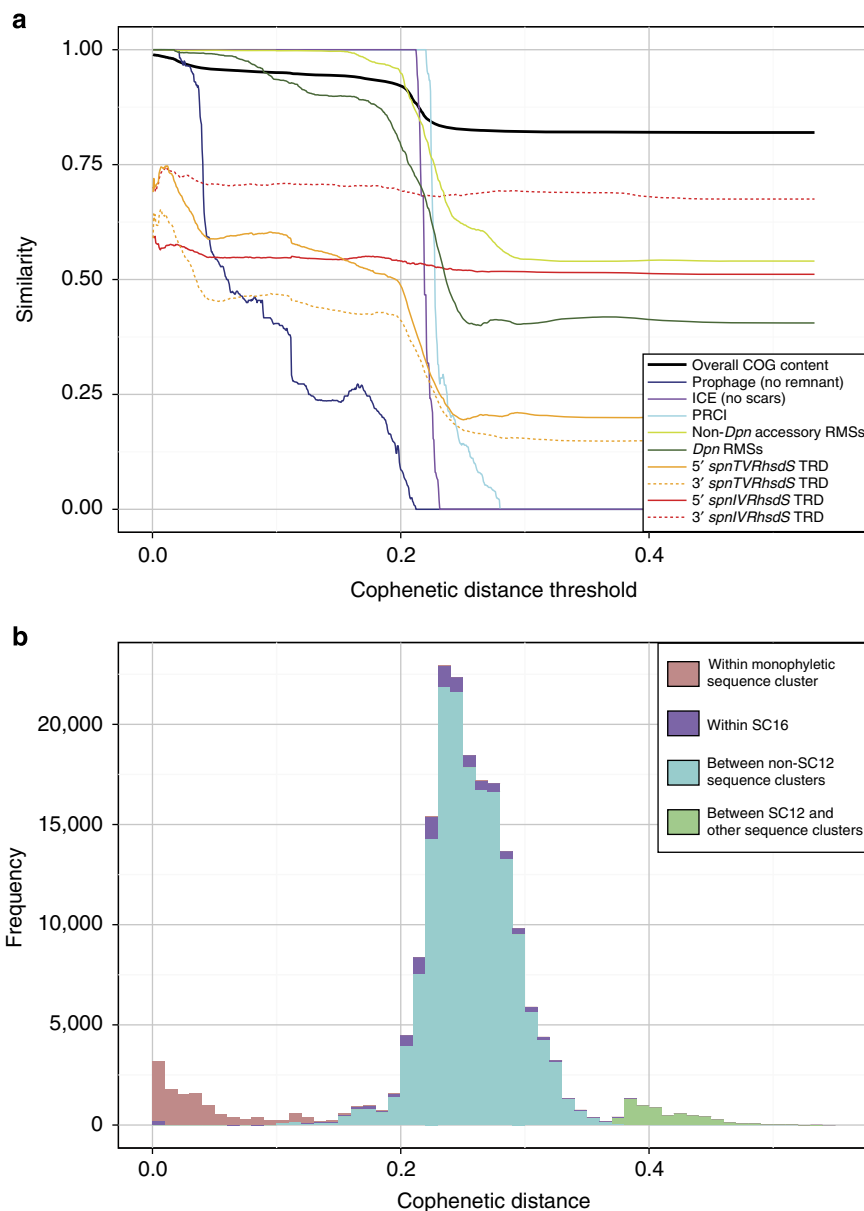 a
1.00
0.75
0.50
0.25
0.00
Similarity
Overall COG content
Prophage (no remnant)
ICE (no scars)
PRCI
Non-Dpn accessory RMSs
Dpn RMSs
5′ spnTVRhsdS TRD
3′ spnTVRhsdS TRD
5′ spnIVRhsdS TRD
3′ spnIVRhsdS TRD
0.0 0.2 0.4
Cophenetic distance threshold
b
20,000
15,000
10,000
5,000
0
Frequency
Within monophyletic
sequence cluster
Within SC16
Between non-SC12
sequence clusters
Between SC12 and
other sequence clusters
0.0 0.2 0.4
Cophenetic distance